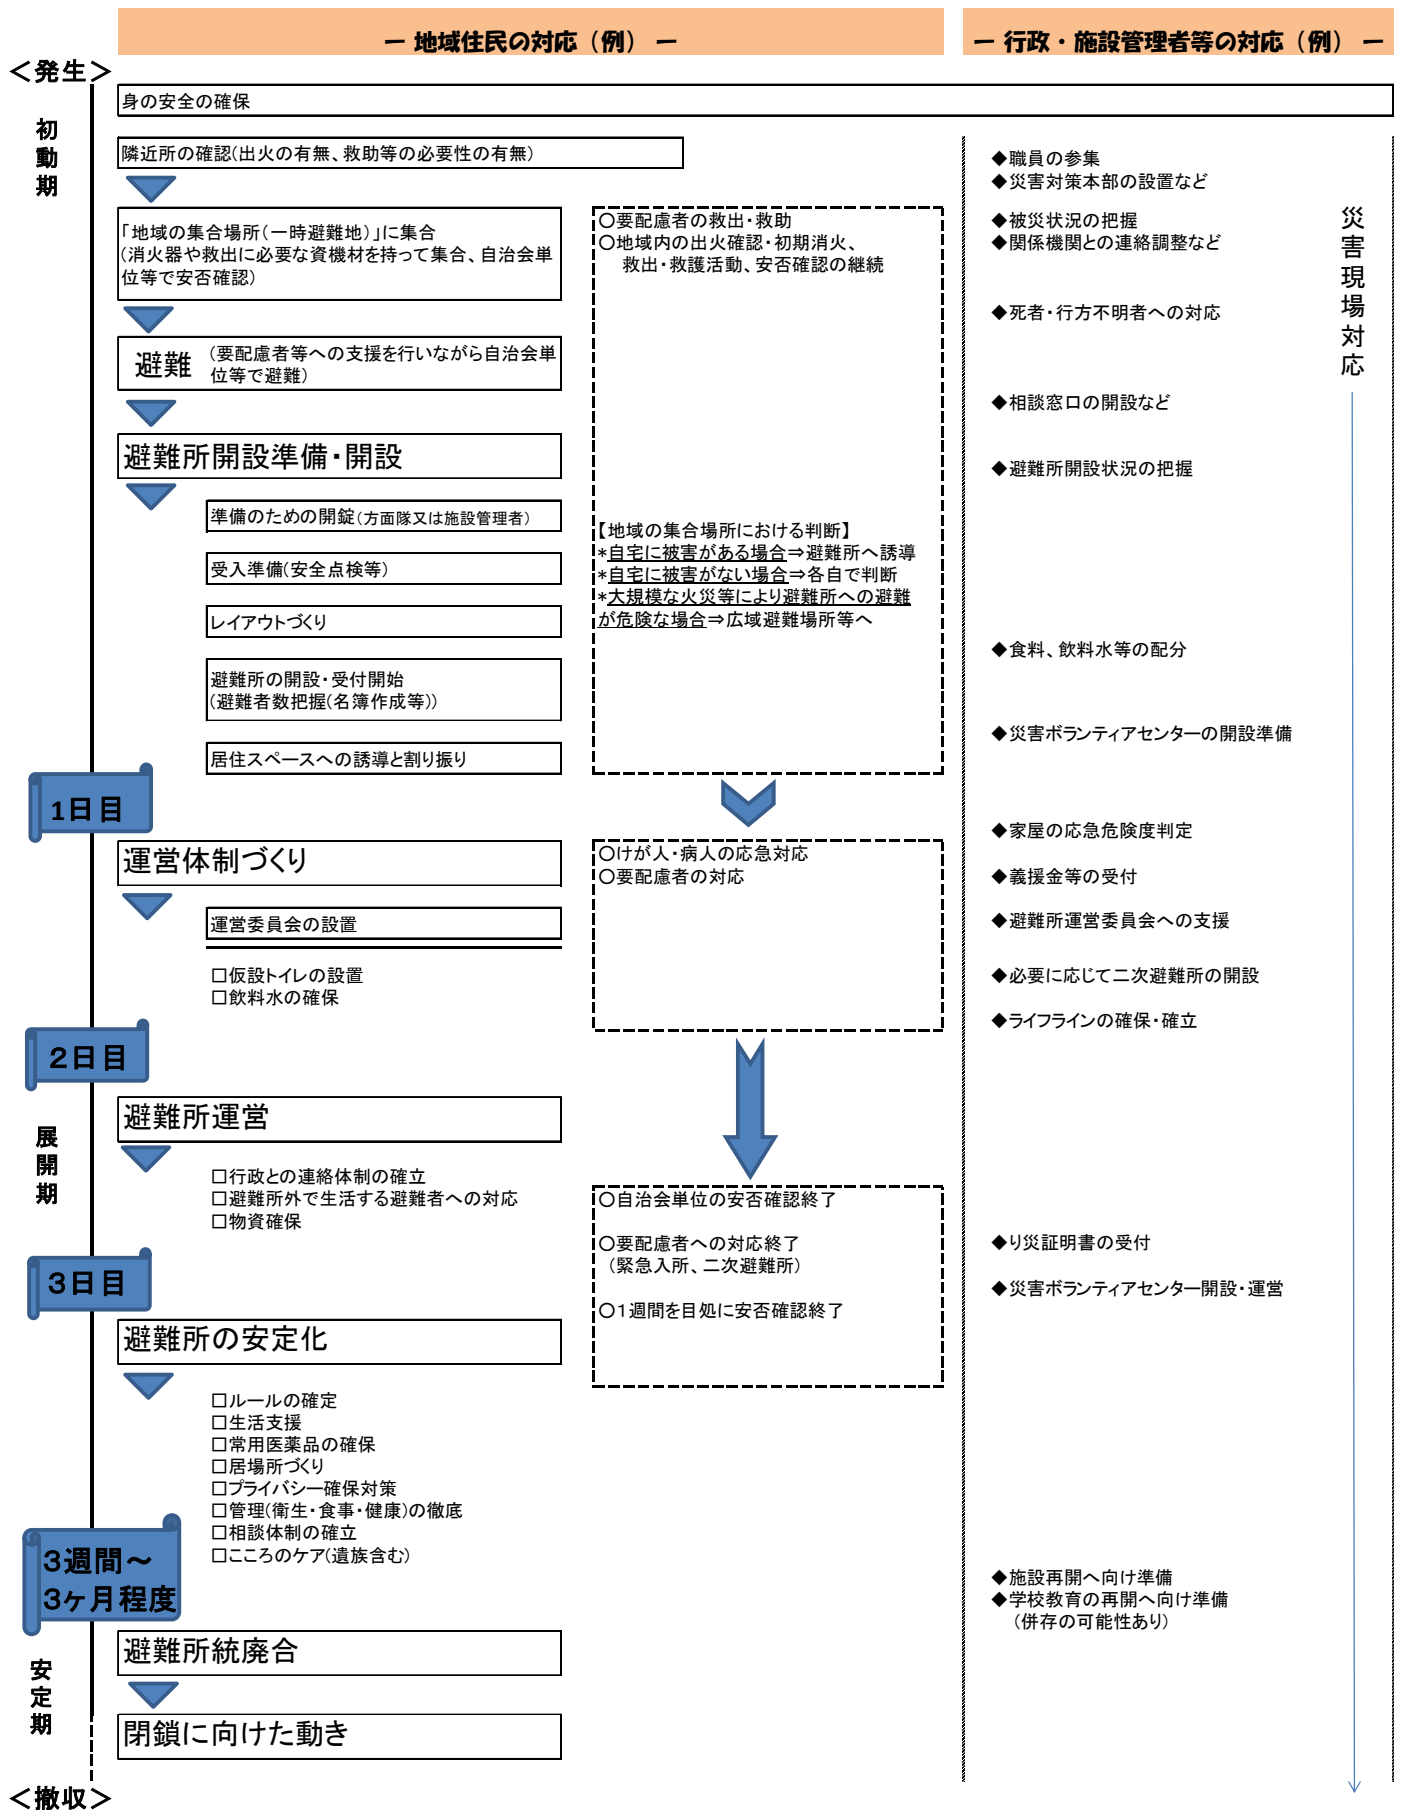 ― 地域住民の対応（例） ―
― 行政・施設管理者等の対応（例） ―
＜発生＞
初動期
身の安全の確保
隣近所の確認(出火の有無、救助等の必要性の有無)
「地域の集合場所(一時避難地)」に集合
(消火器や救出に必要な資機材を持って集合、自治会単
位等で安否確認)
避難
(要配慮者等への支援を行いながら自治会単
位等で避難)
避難所開設準備・開設
準備のための開錠(方面隊又は施設管理者)
受入準備(安全点検等)
レイアウトづくり
避難所の開設・受付開始
(避難者数把握(名簿作成等))
居住スペースへの誘導と割り振り
○要配慮者の救出・救助
○地域内の出火確認・初期消火、
救出・救護活動、安否確認の継続
【地域の集合場所における判断】
*自宅に被害がある場合⇒避難所へ誘導
*自宅に被害がない場合⇒各自で判断
*大規模な火災等により避難所への避難
が危険な場合⇒広域避難場所等へ
◆職員の参集
◆災害対策本部の設置など
◆被災状況の把握
◆関係機関との連絡調整など
◆死者・行方不明者への対応
◆相談窓口の開設など
◆避難所開設状況の把握
◆食料、飲料水等の配分
◆災害ボランティアセンターの開設準備
災害現場対応
1日目
運営体制づくり
運営委員会の設置
□仮設トイレの設置
□飲料水の確保
○けが人・病人の応急対応
○要配慮者の対応
◆家屋の応急危険度判定
◆義援金等の受付
◆避難所運営委員会への支援
◆必要に応じて二次避難所の開設
◆ライフラインの確保・確立
２日目
展開期
避難所運営
□行政との連絡体制の確立
□避難所外で生活する避難者への対応
□物資確保
○自治会単位の安否確認終了
○要配慮者への対応終了
(緊急入所、二次避難所)
○1週間を目処に安否確認終了
◆り災証明書の受付
◆災害ボランティアセンター開設・運営
３日目
避難所の安定化
□ルールの確定
□生活支援
□常用医薬品の確保
□居場所づくり
□プライバシー確保対策
□管理(衛生・食事・健康)の徹底
□相談体制の確立
□こころのケア(遺族含む)
３週間～
３ヶ月程度
◆施設再開へ向け準備
◆学校教育の再開へ向け準備
(併存の可能性あり)
安定期
避難所統廃合
閉鎖に向けた動き
＜撤収＞